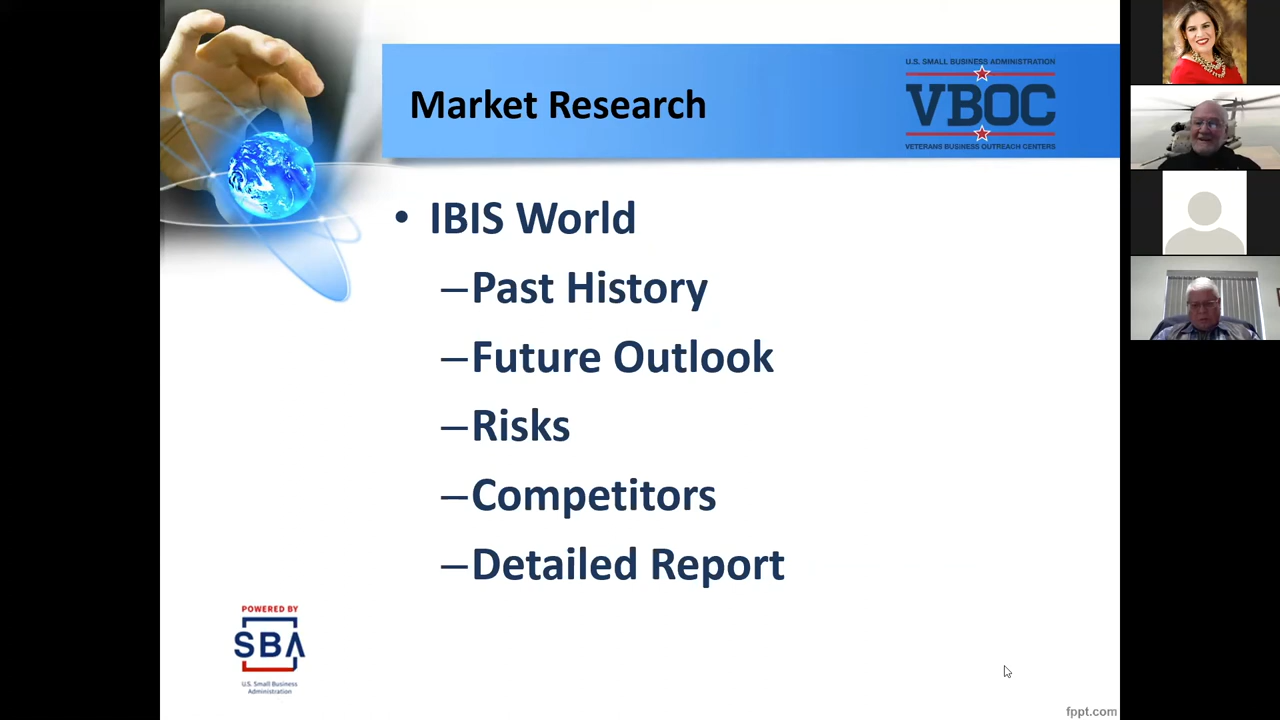 Market Research
U.S. SMALL BUSINESS ADMINISTRATION
VBOC
VETERANS BUSINESS OUTREACH CENTERS
• IBIS World
–Past History
–Future Outlook
–Risks
–Competitors
–Detailed Report
POWERED BY
SBA
U.S. Small Business
Administration
fppt.com